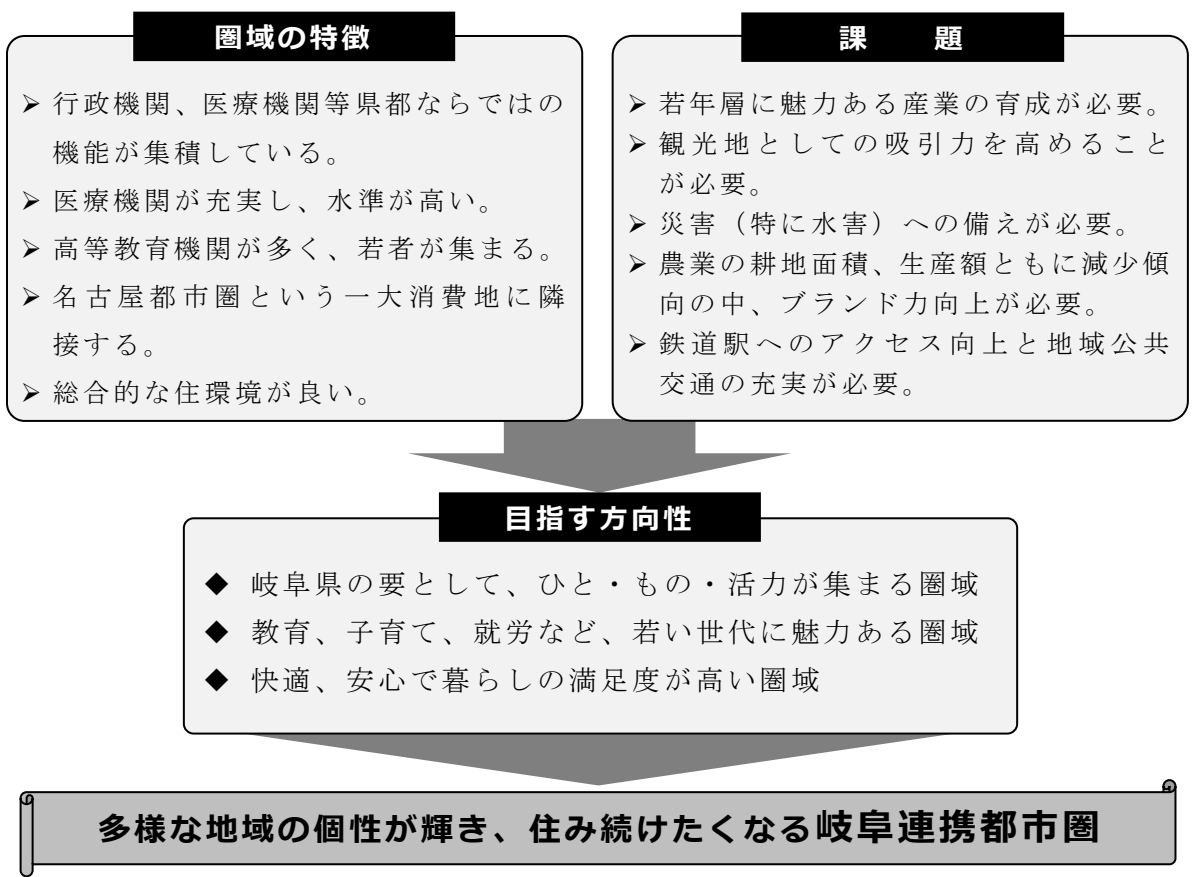 圏域の特徴
➢ 行政機関、医療機関等県都ならではの
機能が集積している。
➢ 医療機関が充実し、水準が高い。
➢ 高等教育機関が多く、若者が集まる。
➢ 名古屋都市圏という一大消費地に隣
接する。
➢ 総合的な住環境が良い。
課　題
➢ 若年層に魅力ある産業の育成が必要。
➢ 観光地としての吸引力を高めること
が必要。
➢ 災害（特に水害）への備えが必要。
➢ 農業の耕地面積、生産額ともに減少傾
向の中、ブランド力向上が必要。
➢ 鉄道駅へのアクセス向上と地域公共
交通の充実が必要。
目指す方向性
◆ 岐阜県の要として、ひと・もの・活力が集まる圏域
◆ 教育、子育て、就労など、若い世代に魅力ある圏域
◆ 快適、安心で暮らしの満足度が高い圏域
多様な地域の個性が輝き、住み続けたくなる岐阜連携都市圏